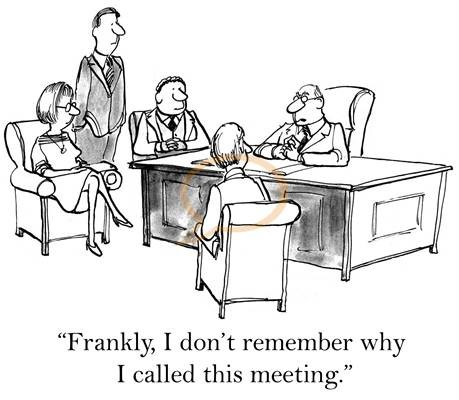 “Frankly, I don’t remember why
I called this meeting.”